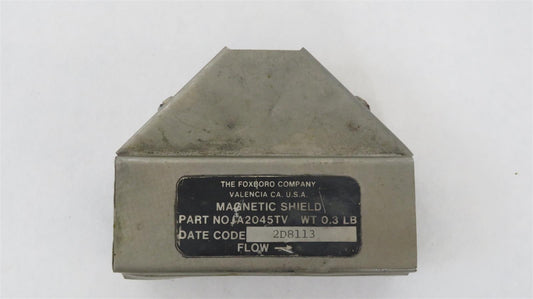 THE FOXBORO COMPANY
VALENCIA CA. U.S.A.
MAGNETIC SHIELD
PART NO. A2045TV WT 0.3 LB
DATE CODE 2D8113
FLOW →